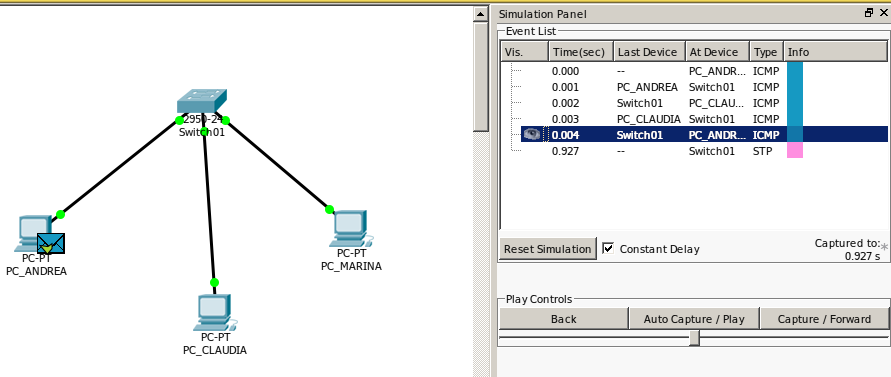 2950-24
Switch01
PC-PT
PC_ANDREA
PC-PT
PC_MARINA
PC-PT
PC_CLAUDIA
Simulation Panel
Event List
Vis. Time(sec) Last Device At Device Type Info
0.000 -- PC_ANDR... ICMP
0.001 PC_ANDREA Switch01 ICMP
0.002 Switch01 PC_CLAU... ICMP
0.003 PC_CLAUDIA Switch01 ICMP
0.004 Switch01 PC_ANDR... ICMP
0.927 -- Switch01 STP
Reset Simulation Constant Delay Captured to:*
0.927 s
Play Controls
Back Auto Capture / Play Capture / Forward